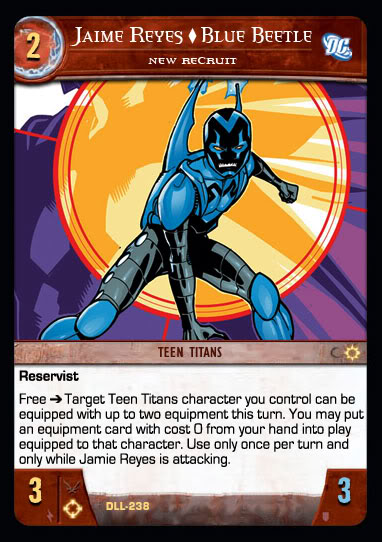 2
Jaime Reyes ♦ Blue Beetle
NEW RECRUIT
DC
TEEN TITANS
Reservist
Free ➔ Target Teen Titans character you control can be
equipped with up to two equipment this turn. You may put
an equipment card with cost 0 from your hand into play
equipped to that character. Use only once per turn and
only while Jamie Reyes is attacking.
3
DLL-238
3